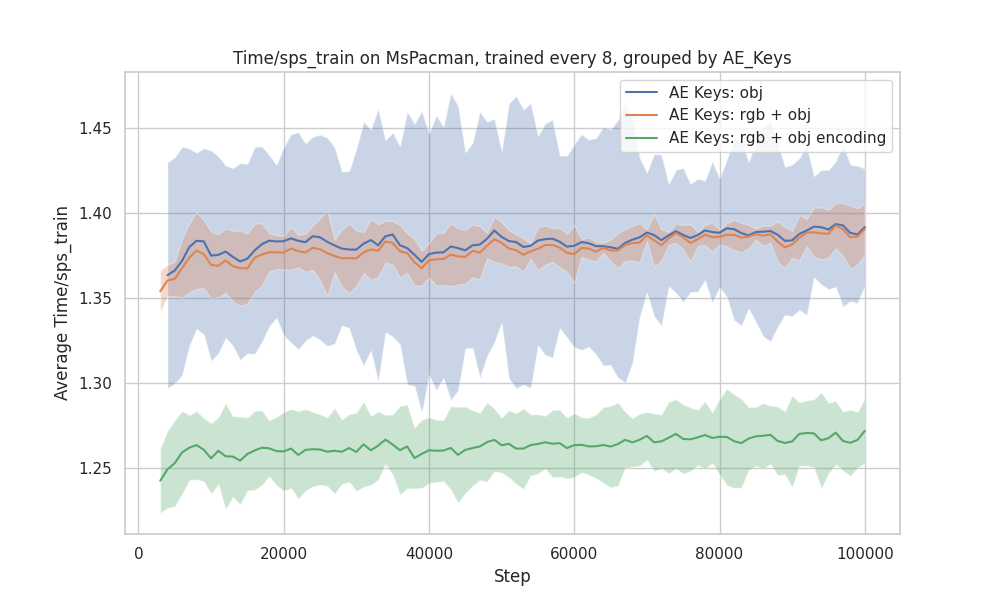 Time/sps_train on MsPacman, trained every 8, grouped by AE_Keys
AE Keys: obj
AE Keys: rgb + obj
AE Keys: rgb + obj encoding
Average Time/sps_train
1.45
1.40
1.35
1.30
1.25
0 20000 40000 60000 80000 100000
Step